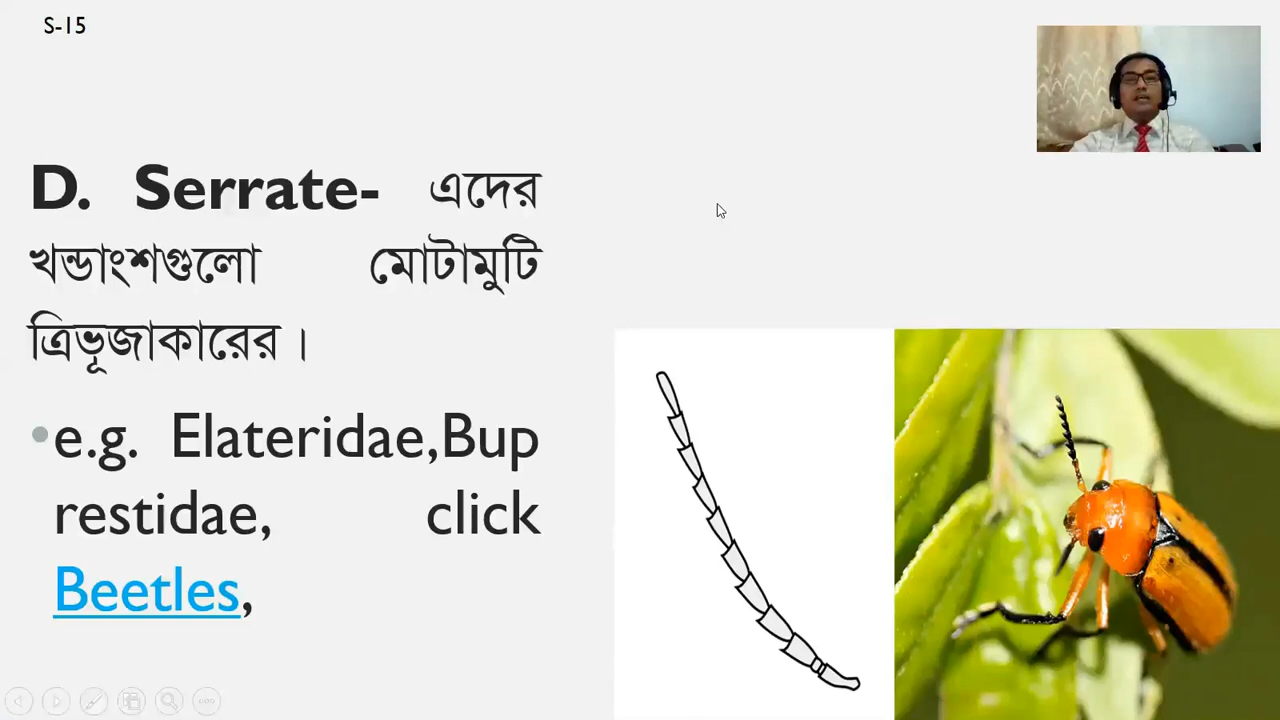 S-15
D. Serrate- এদের
খন্ডাংশগুলো মোটামুটি
ত্রিভূজাকারের।
•e.g. Elateridae,Bup
restidae, click
Beetles,